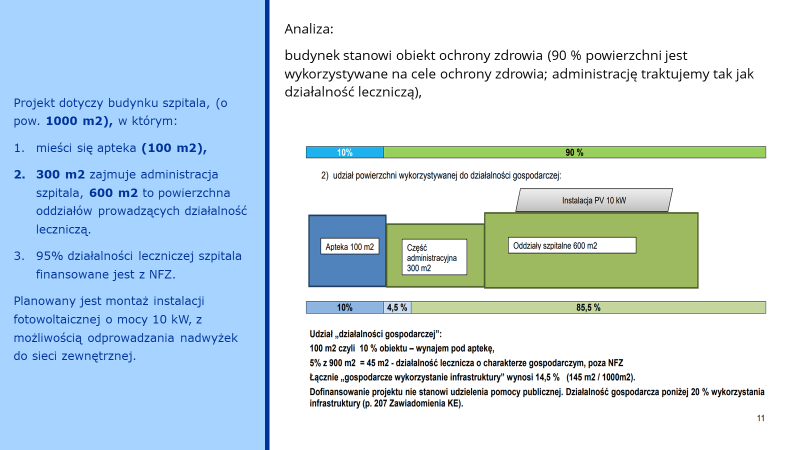 Projekt dotyczy budynku szpitala, (o
pow. 1000 m2), w którym:
1. mieści się apteka (100 m2),
2. 300 m2 zajmuje administracja
szpitala, 600 m2 to powierzchna
oddziałów prowadzących działalność
leczniczą.
3. 95% działalności leczniczej szpitala
finansowane jest z NFZ.
Planowany jest montaż instalacji
fotowoltaicznej o mocy 10 kW, z
możliwością odprowadzania nadwyżek
do sieci zewnętrznej.
Analiza:
budynek stanowi obiekt ochrony zdrowia (90 % powierzchni jest
wykorzystywane na cele ochrony zdrowia; administrację traktujemy tak jak
działalność leczniczą),
10% 90 %
2) udział powierzchni wykorzystywanej do działalności leczniczej:
Instalacja PV 10 kW
Apteka 100 m2
Część
administracyjna
300 m2
Oddziały szpitalne 600 m2
10% 4,5 % 85,5 %
Udział „działalności gospodarczej”:
100 m2 czyli 10 % obiektu – wynajem pod aptekę,
5% z 900 m2 = 45 m2 - działalność lecznicza o charakterze gospodarczym, poza NFZ
Łącznie „gospodarcze wykorzystanie infrastruktury” wynosi 14,5 % (145 m2 / 1000m2).
Dofinansowanie projektu nie stanowi udzielenia pomocy publicznej. Działalność gospodarcza poniżej 20 % wykorzystania
infrastruktury (p. 207 Zawiadomienia KE).
11